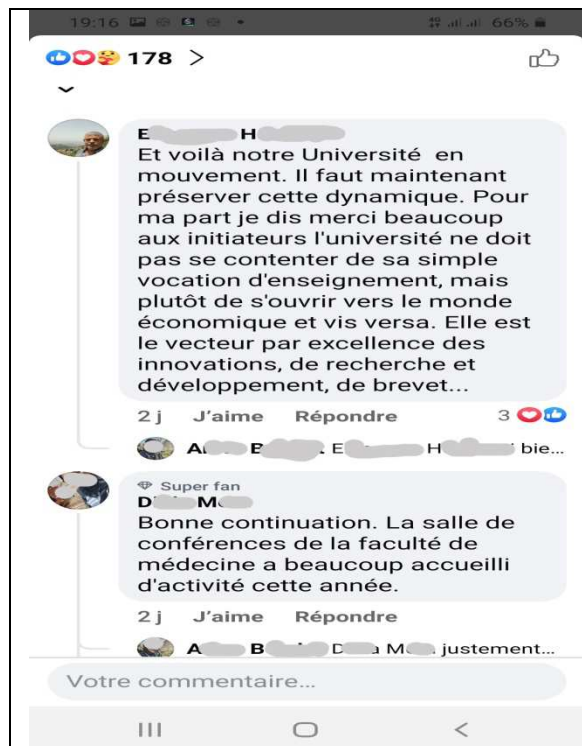 19:16
66%
178 >
E H
Et voilà notre Université en
mouvement. Il faut maintenant
préserver cette dynamique. Pour
ma part je dis merci beaucoup
aux initiateurs l'université ne doit
pas se contenter de sa simple
vocation d'enseignement, mais
plutôt de s'ouvrir vers le monde
économique et vis versa. Elle est
le vecteur par excellence des
innovations, de recherche et
développement, de brevet...
2 j J'aime Répondre 3
A B E H bie...
Super fan
D M
Bonne continuation. La salle de
conférences de la faculté de
médecine a beaucoup accueilli
d'activité cette année.
2 j J'aime Répondre
A B D a M justement...
Votre commentaire...